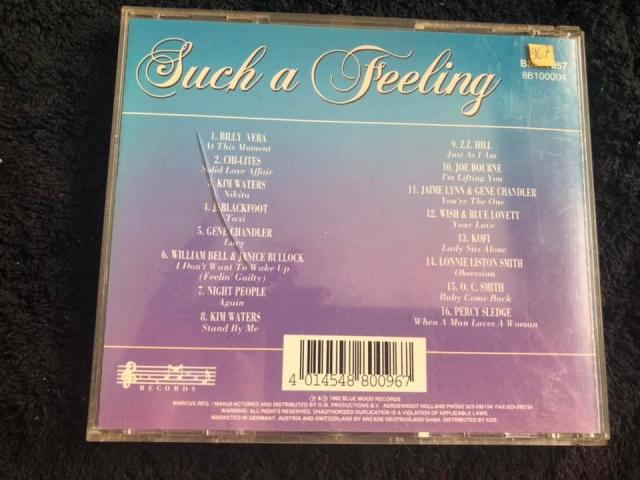 Such a Feeling
967
88100004
1. BILLY VERA
At This Moment
2. CHI-LITES
Solid Love Affair
3. KIM WATERS
Nikita
4. J. BLACKFOOT
Taxi
5. GENE CHANDLER
Lucy
6. WILLIAM BELL & JANICE BULLOCK
I Don't Want To Wake Up
(Feelin' Guilty)
7. NIGHT PEOPLE
Again
8. KIM WATERS
Stand By Me
9. Z.Z. HILL
Just As I Am
10. JOE BOURNE
I'm Lifting You
11. JAIME LYNN & GENE CHANDLER
You're The One
12. WISH & BLUE LOVETT
Your Love
13. KOFI
Lady Sits Alone
14. LONNIE LISTON SMITH
Obsession
15. O. C. SMITH
Baby Come Back
16. PERCY SLEDGE
When A Man Loves A Woman
RECORDS
4 014548 800967
℗ & © 1992 BLUE MOOD RECORDS
MARCUS REG. / MANUFACTURED AND DISTRIBUTED BY G.W. PRODUCTIONS B.V. AERDENHOUT HOLLAND PHONE 023-292134 FAX 023-292134.
WARNING: ALL RIGHTS RESERVED. UNAUTHORIZED DUPLICATION IS A VIOLATION OF APPLICABLE LAWS.
MARKETED IN GERMANY, AUSTRIA AND SWITZERLAND BY ARCADE DEUTSCHLAND GmbH. DISTRIBUTED BY ADE